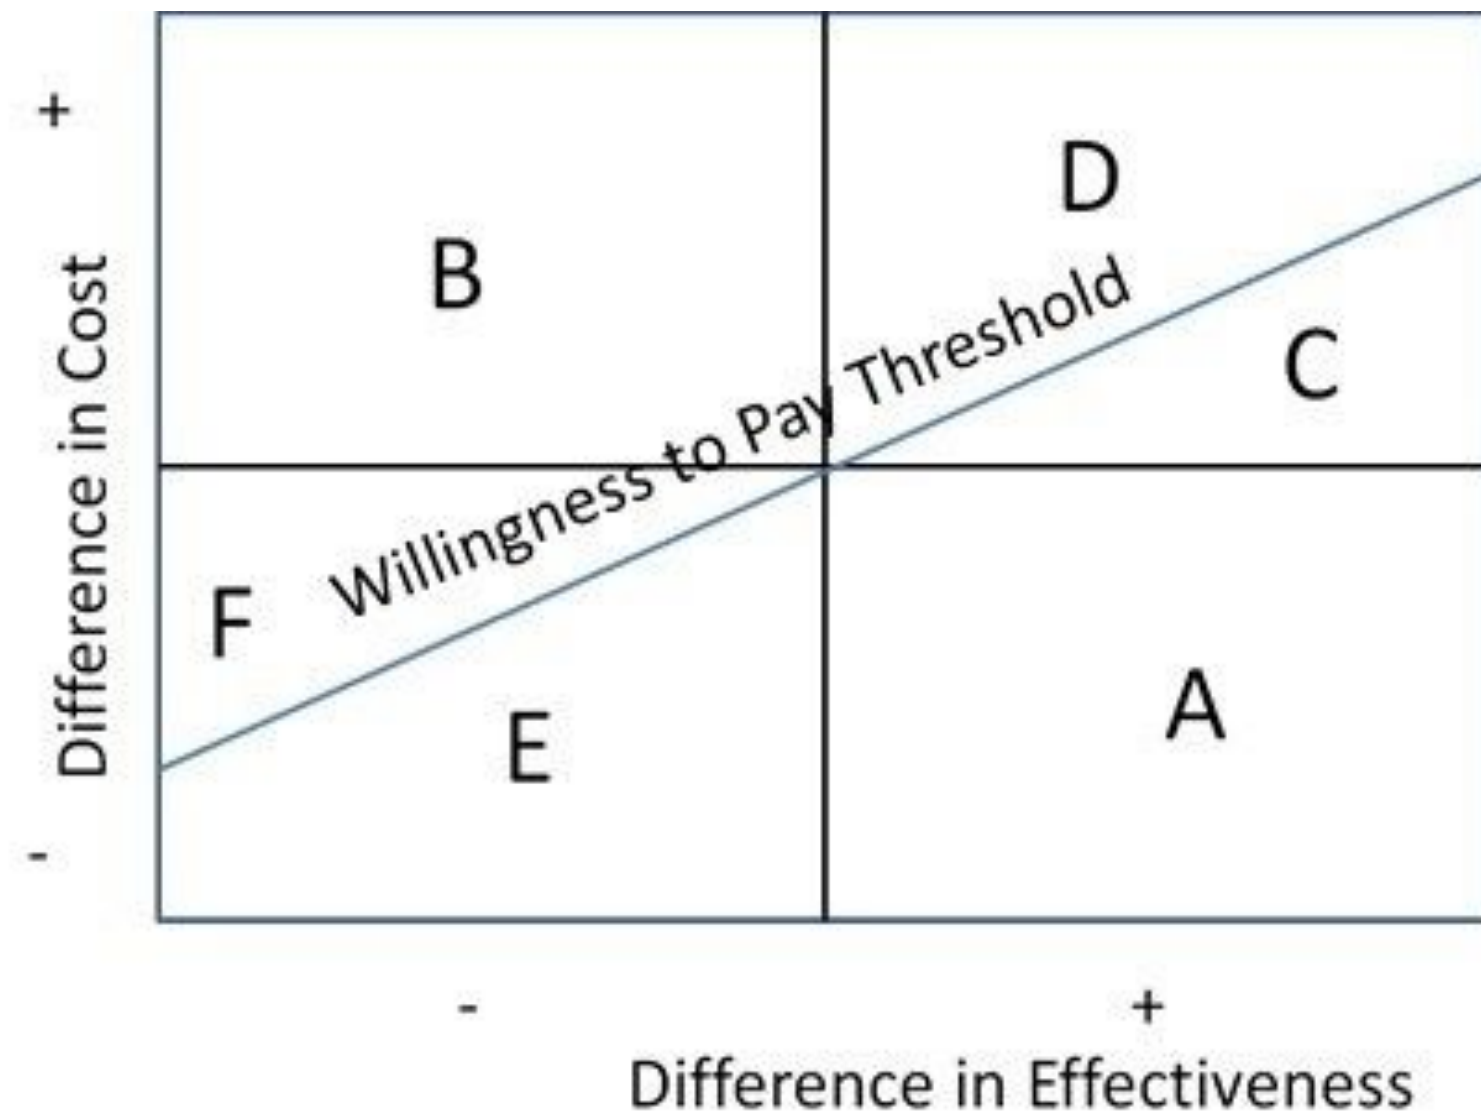 +
D
B
Willingness to Pay Threshold
C
Difference in Cost
F
A
E
-
- +
Difference in Effectiveness